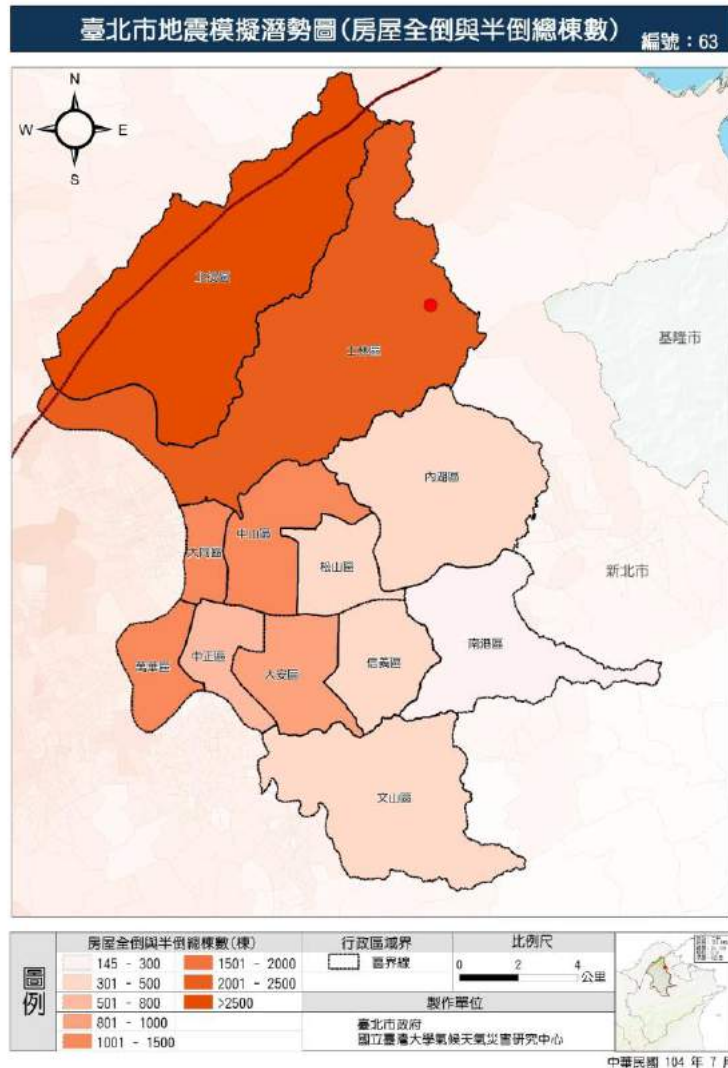 臺北市地震模擬潛勢圖(房屋全倒與半倒總棟數)
編號:63
N
W
E
S
北投區
士林區
基隆市
內湖區
中山區
大同區
松山區
新北市
南港區
萬華區
中正區
大安區
信義區
文山區
圖例
房屋全倒與半倒總棟數(棟)
145 - 300
301 - 500
501 - 800
801 - 1000
1001 - 1500
1501 - 2000
2001 - 2500
>2500
行政區域界
區界線
比例尺
0 2 4
公里
製作單位
臺北市政府
國立臺灣大學氣候天氣災害研究中心
中華民國 104 年 7 月